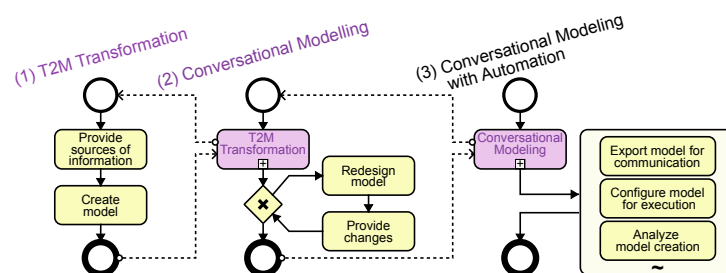 (1) T2M Transformation
(2) Conversational Modelling
(3) Conversational Modeling
with Automation
Provide
sources of
information
Create
model
T2M
Transformation
Redesign
model
Provide
changes
Conversational
Modeling
Export model for
communication
Configure model
for execution
Analyze
model creation
~